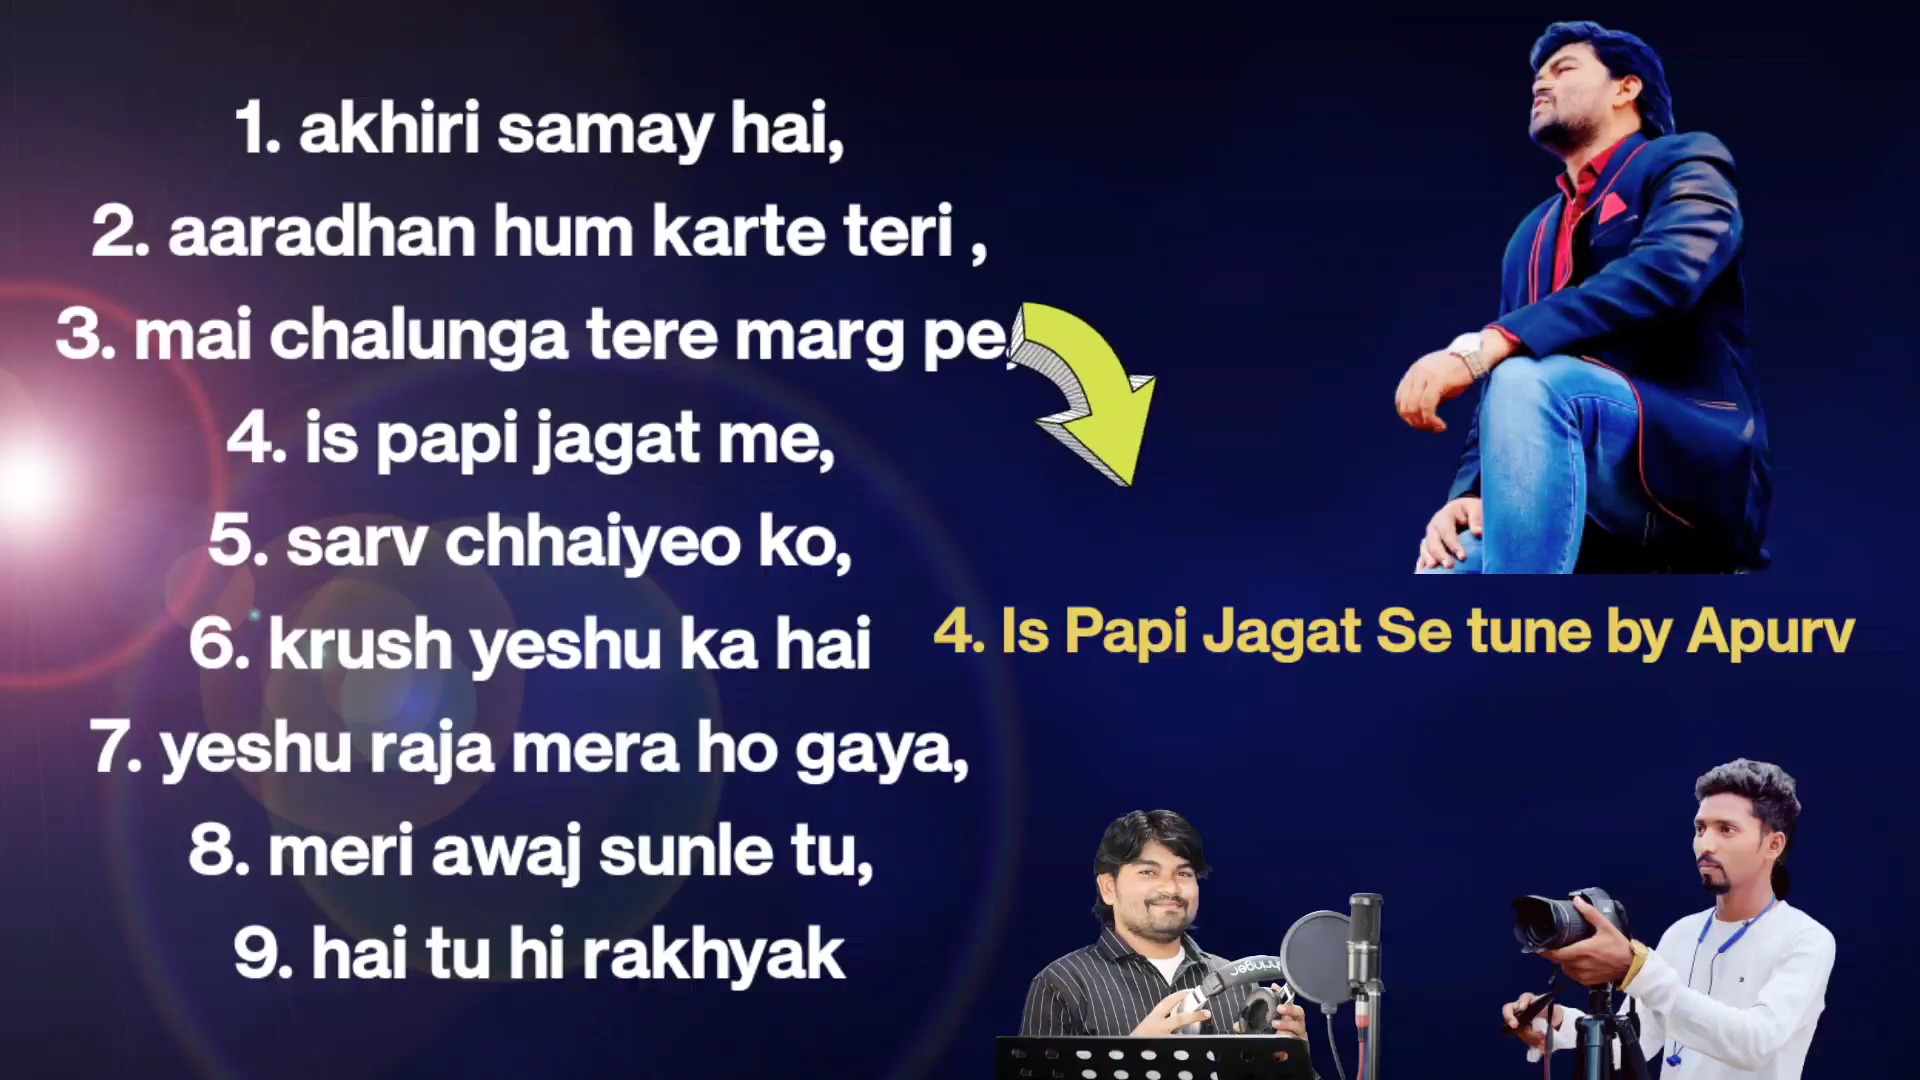 1. akhiri samay hai,
2. aaradhan hum karte teri ,
3. mai chalunga tere marg pe,
4. is papi jagat me,
5. sarv chhaiyeo ko,
6. krush yeshu ka hai
7. yeshu raja mera ho gaya,
8. meri awaj sunle tu,
9. hai tu hi rakhyak
4. Is Papi Jagat Se tune by Apurv